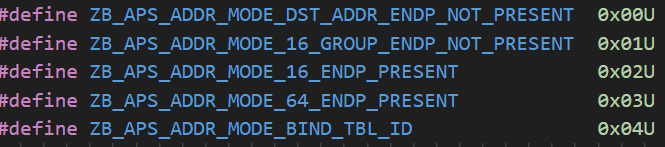 #define ZB_APS_ADDR_MODE_DST_ADDR_ENDP_NOT_PRESENT 0x00U
#define ZB_APS_ADDR_MODE_16_GROUP_ENDP_NOT_PRESENT 0x01U
#define ZB_APS_ADDR_MODE_16_ENDP_PRESENT 0x02U
#define ZB_APS_ADDR_MODE_64_ENDP_PRESENT 0x03U
#define ZB_APS_ADDR_MODE_BIND_TBL_ID 0x04U